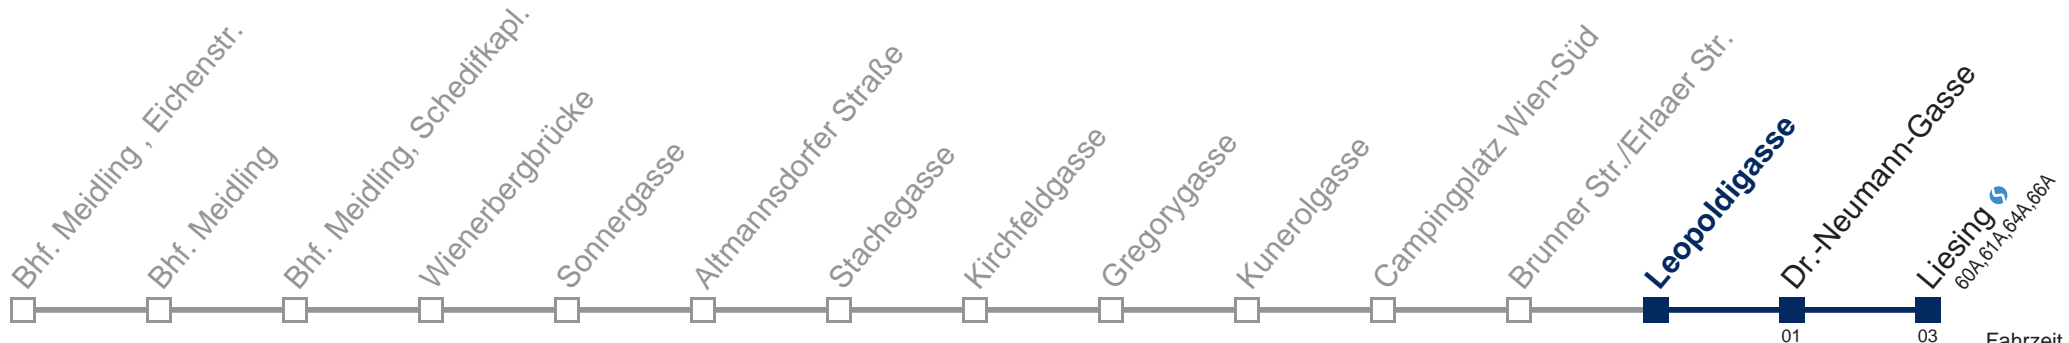 Bhf. Meidling , Eichenstr.
Bhf. Meidling
Bhf. Meidling, Schedifkapl.
Wienerbergbrücke
Sonnergasse
Altmannsdorfer Straße
Stachegasse
Kirchfeldgasse
Gregorygasse
Kunerolgasse
Campingplatz Wien-Süd
Brunner Str./Erlaaer Str.
Leopoldigasse
Dr.-Neumann-Gasse
Liesing
60A,61A,64A,66A
01
03
Fahrzeit